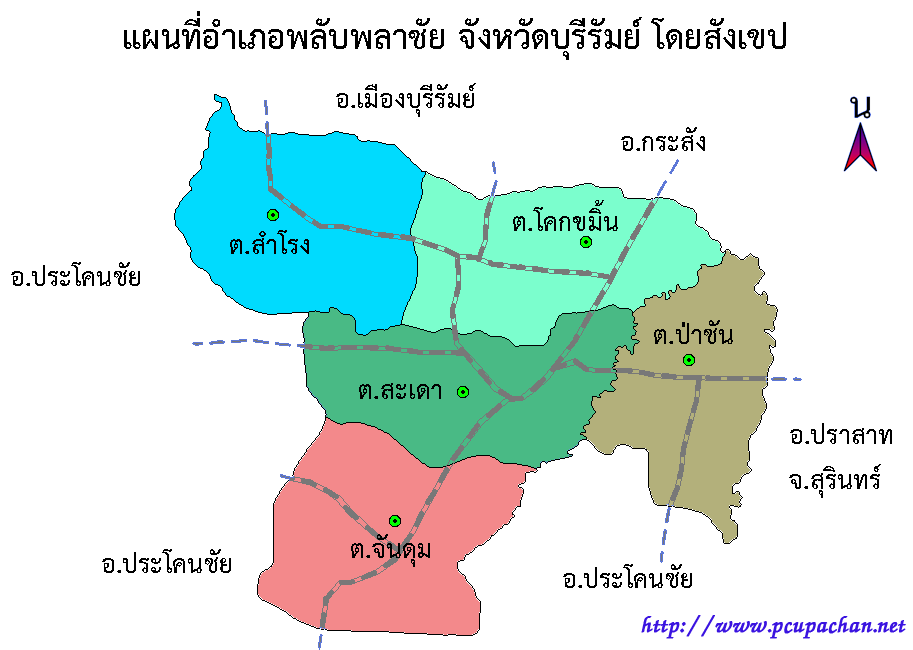 แผนที่อำเภอพลับพลาชัย จังหวัดบุรีรัมย์ โดยสังเขป
อ.เมืองบุรีรัมย์
น
อ.กระสัง
ต.โคกขมิ้น
ต.สำโรง
อ.ประโคนชัย
ต.ป่าชัน
ต.สะเดา
อ.ปราสาท
จ.สุรินทร์
ต.จันดุม
อ.ประโคนชัย
อ.ประโคนชัย
http://www.pcupachan.net